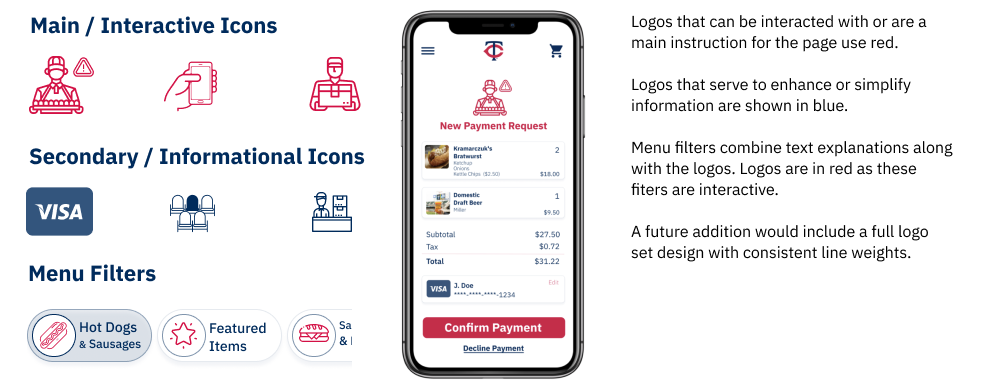 Main / Interactive Icons
Secondary / Informational Icons
VISA
Menu Filters
Hot Dogs
& Sausages
Featured
Items
Sa
&
TC
New Payment Request
Kramarczuk's
Bratwurst
2
Ketchup
Onions
Kettle Chips ($2.50)
$18.00
Domestic
Draft Beer
1
Miller
$9.50
Subtotal $27.50
Tax $0.72
Total $31.22
VISA
J. Doe
Edit
****-****-****-1234
Confirm Payment
Decline Payment
Logos that can be interacted with or are a
main instruction for the page use red.
Logos that serve to enhance or simplify
information are shown in blue.
Menu filters combine text explanations along
with the logos. Logos are in red as these
fiters are interactive.
A future addition would include a full logo
set design with consistent line weights.